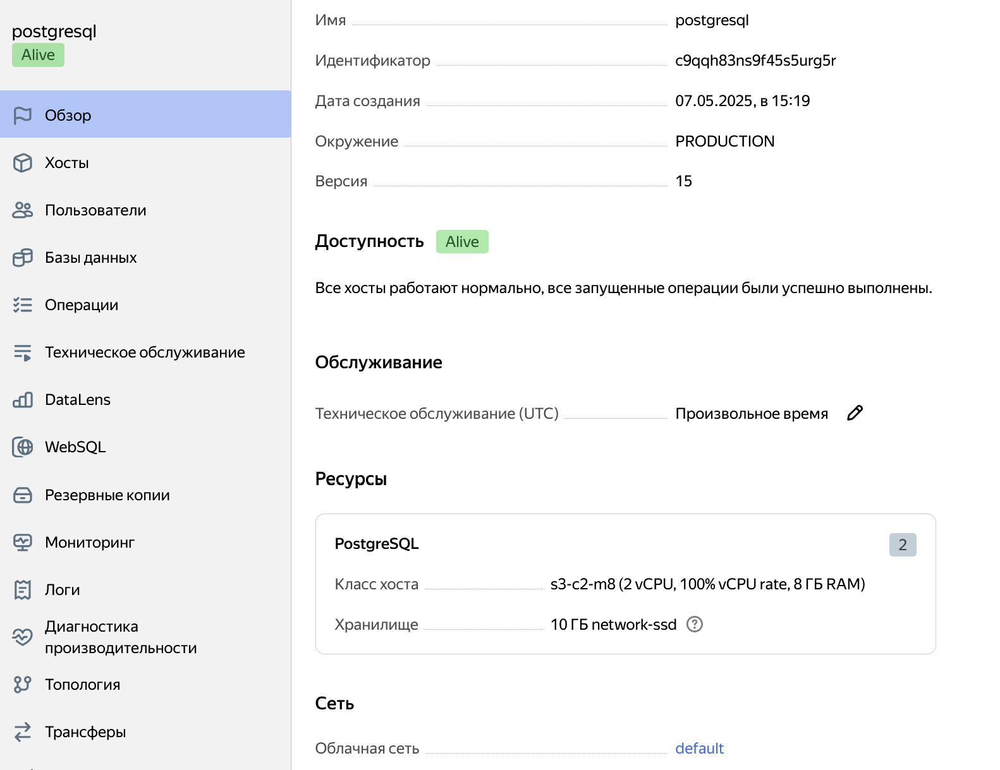 postgresql
Alive
Обзор
Хосты
Пользователи
Базы данных
Операции
Техническое обслуживание
DataLens
WebSQL
Резервные копии
Мониторинг
Логи
Диагностика
производительности
Топология
Трансферы
Имя postgresql
Идентификатор c9qqh83ns9f45s5urg5r
Дата создания 07.05.2025, в 15:19
Окружение PRODUCTION
Версия 15
Доступность Alive
Все хосты работают нормально, все запущенные операции были успешно выполнены.
Обслуживание
Техническое обслуживание (UTC) Произвольное время
Ресурсы
PostgreSQL 2
Класс хоста s3-c2-m8 (2 vCPU, 100% vCPU rate, 8 ГБ RAM)
Хранилище 10 ГБ network-ssd
Сеть
Облачная сеть default